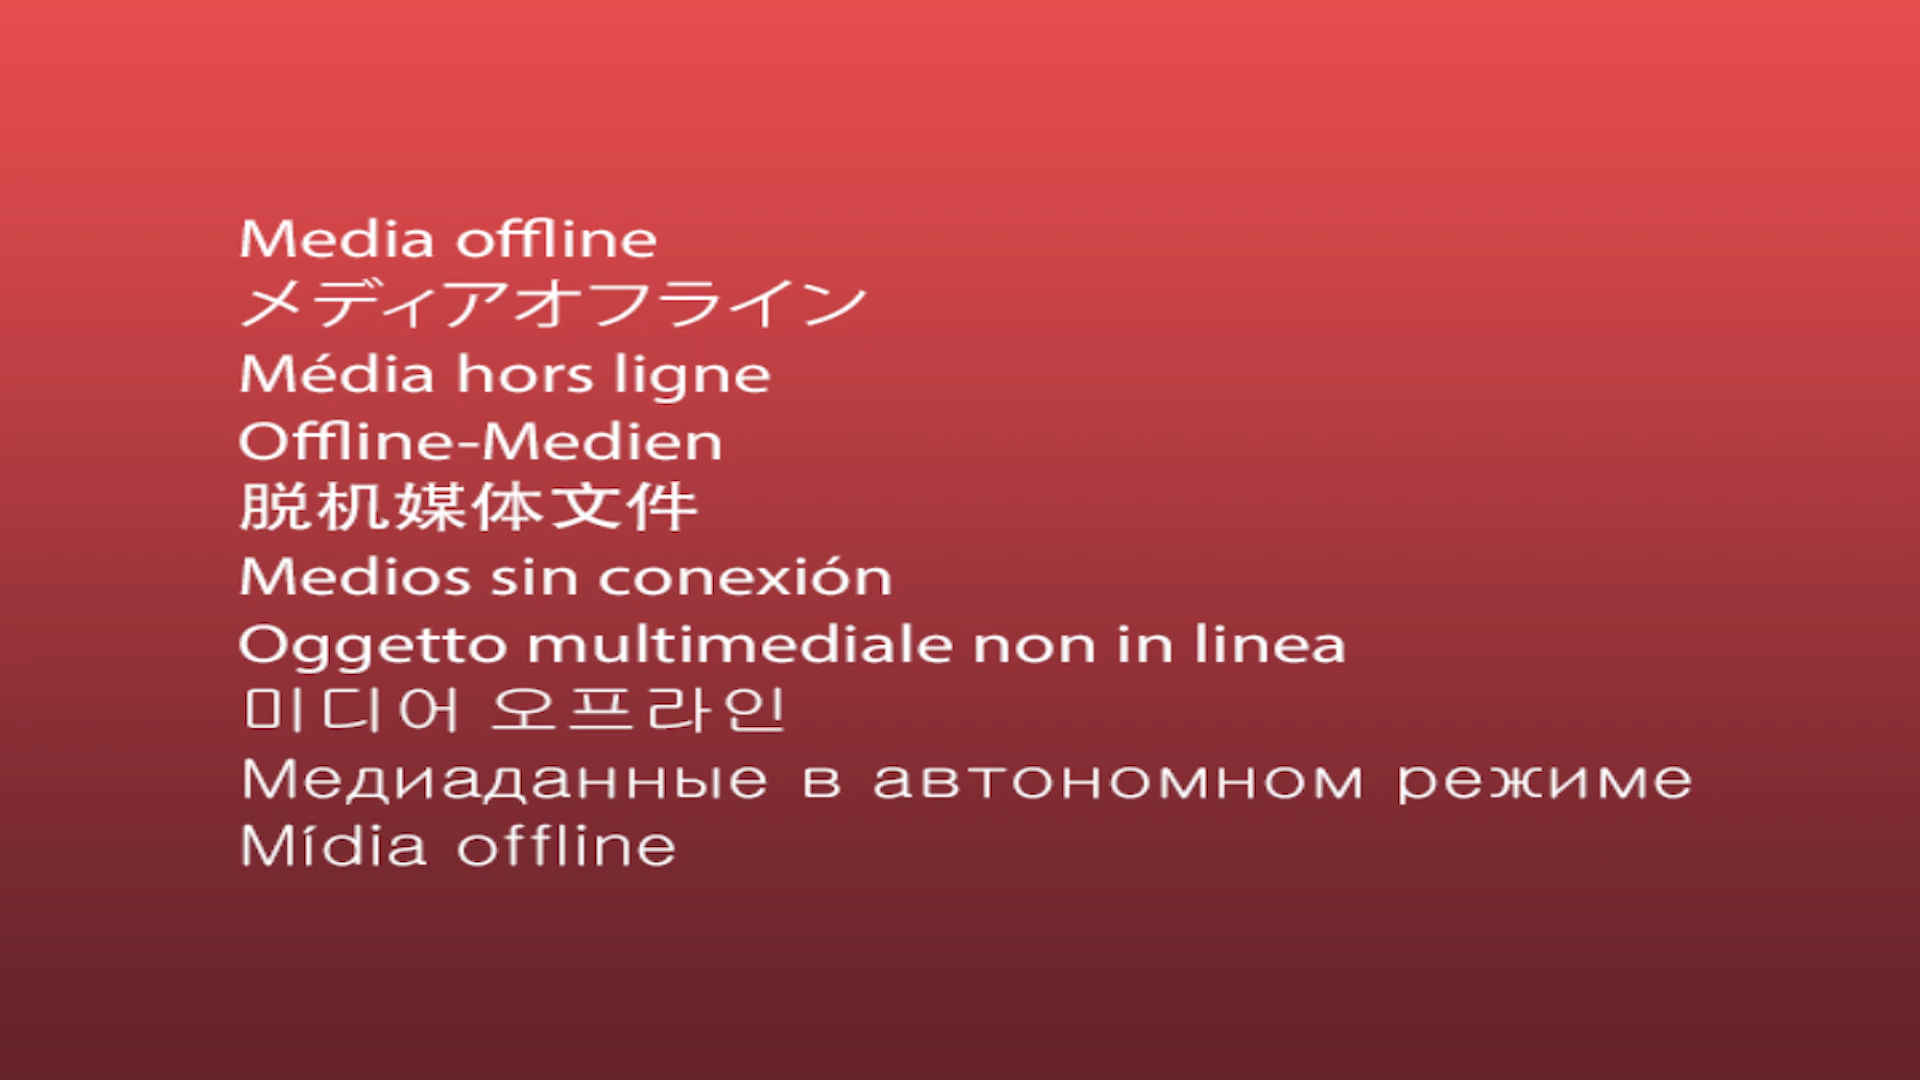 Media offline
メディアオフライン
Média hors ligne
Offline-Medien
脱机媒体文件
Medios sin conexión
Oggetto multimediale non in linea
미디어 오프라인
Медиаданные в автономном режиме
Mídia offline